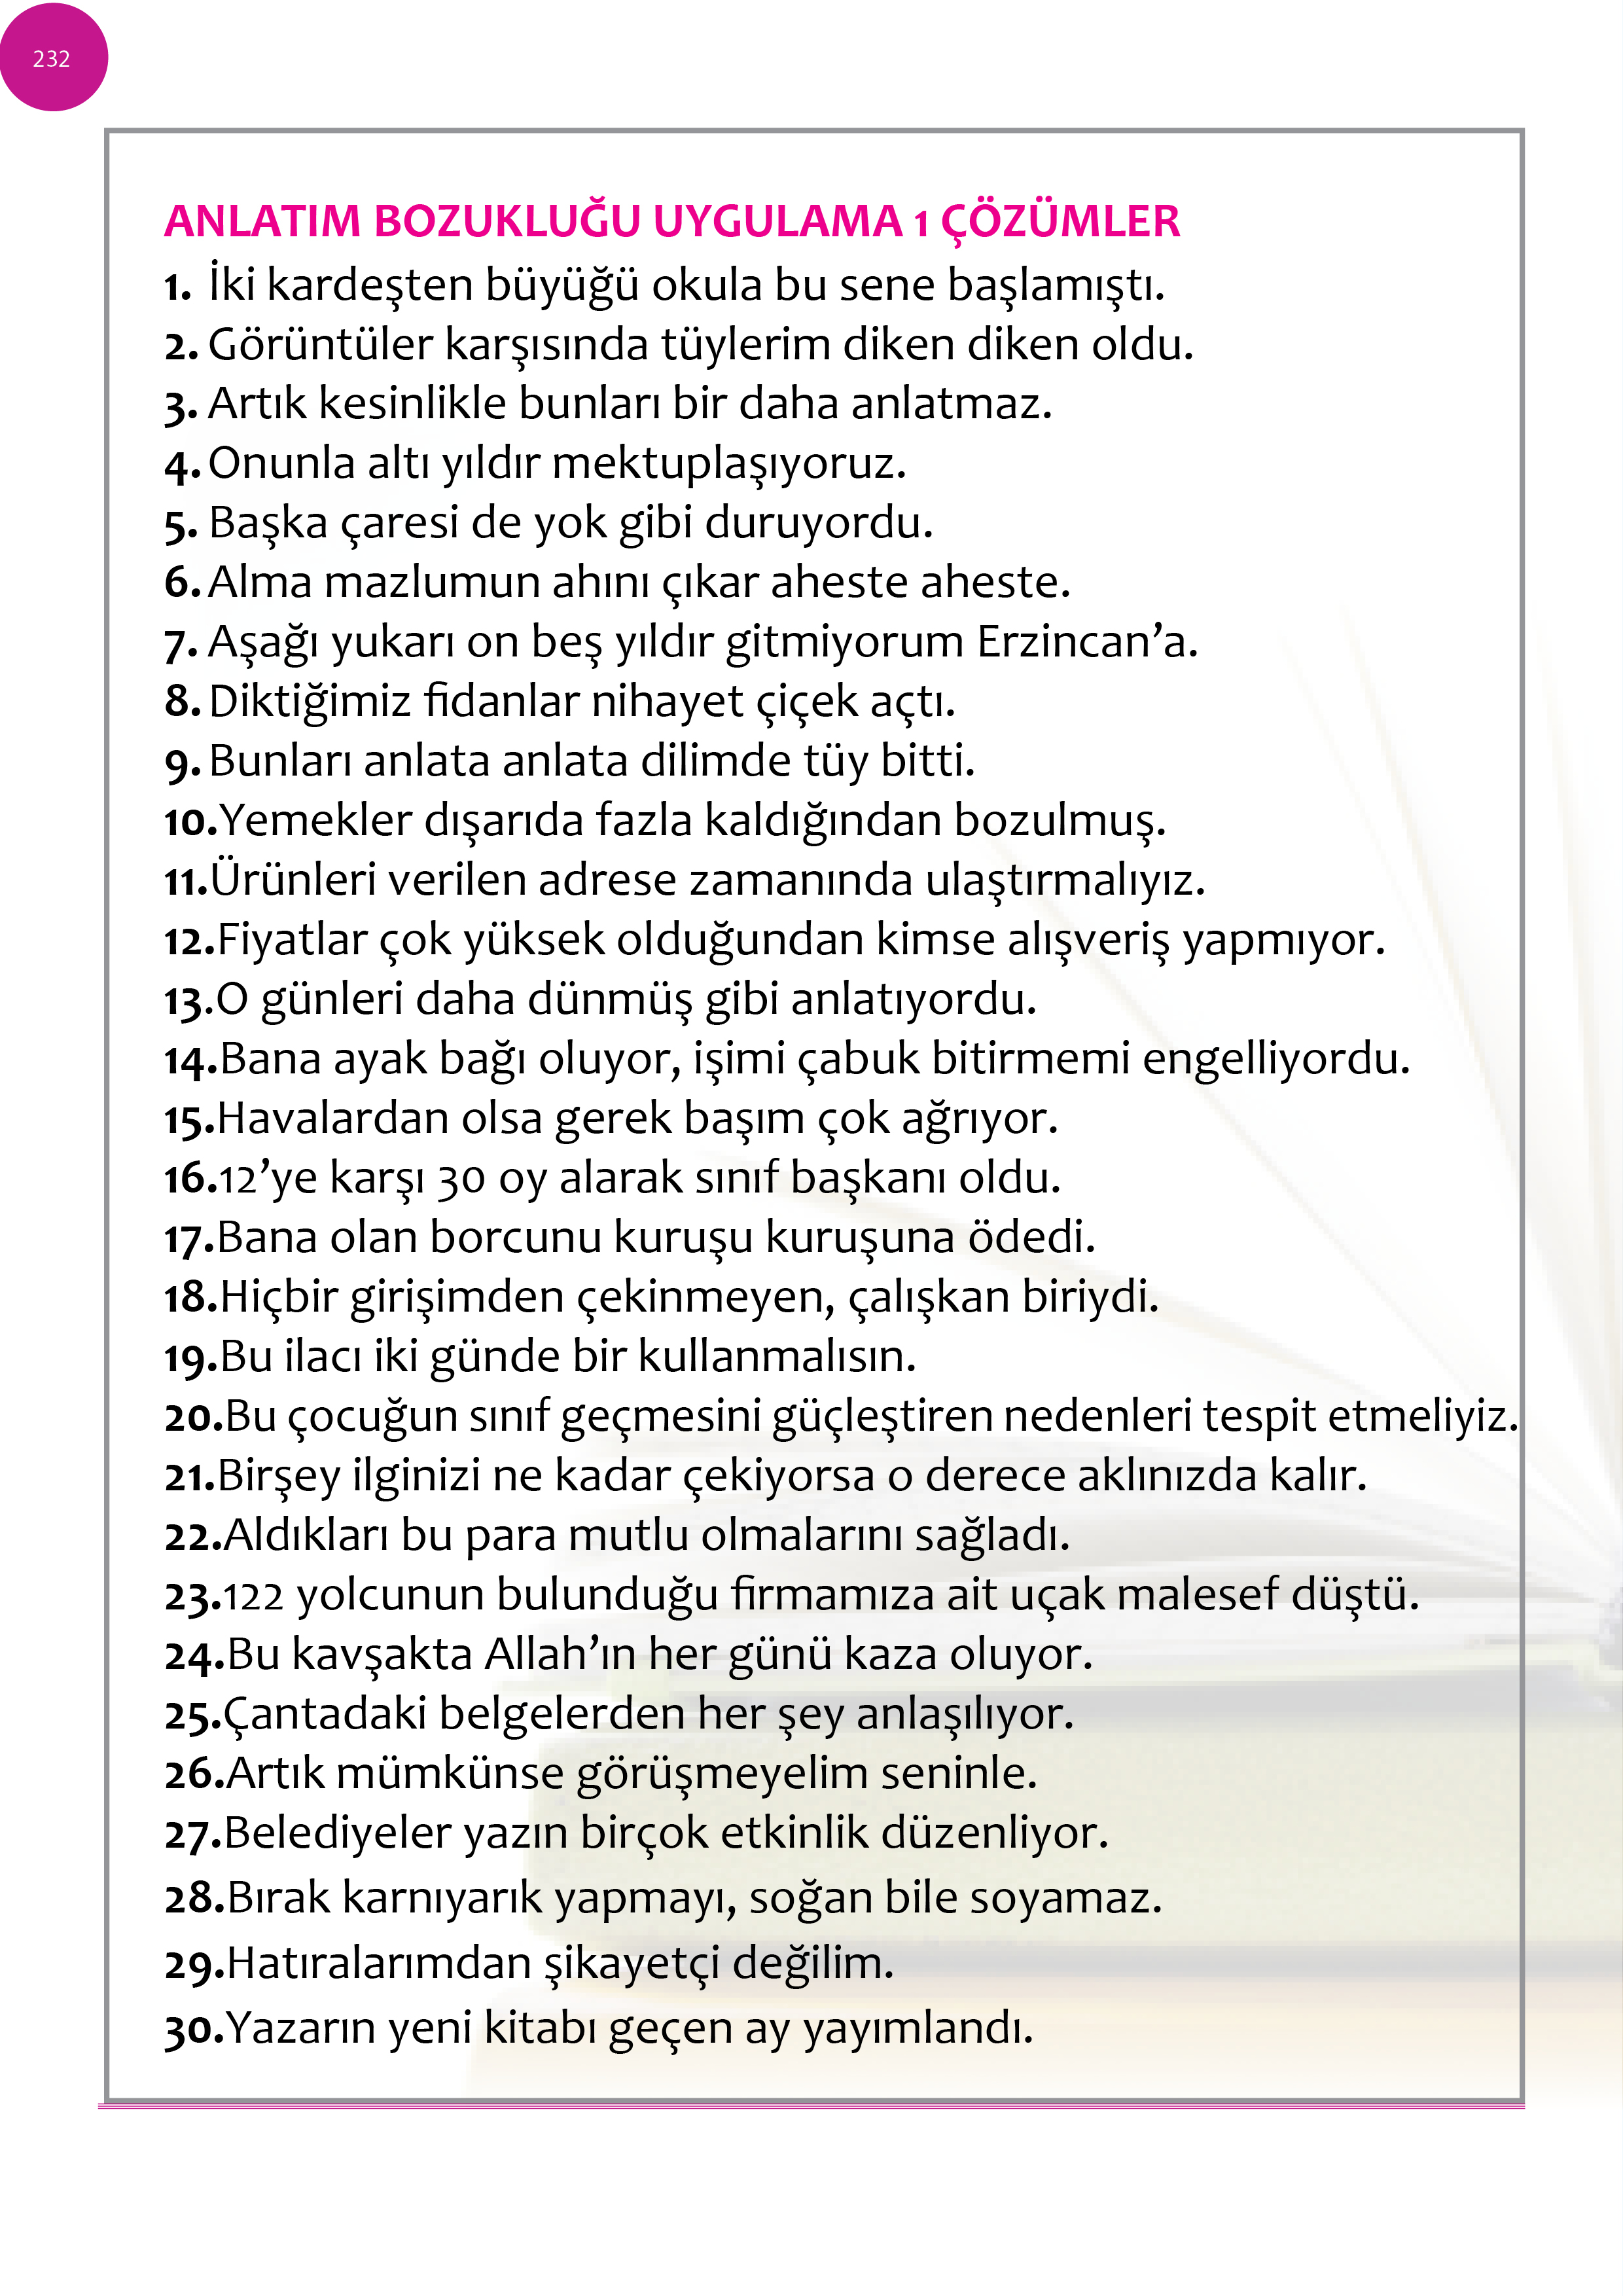 232
ANLATIM BOZUKLUĞU UYGULAMA 1 ÇÖZÜMLER
1. İki kardeşten büyüğü okula bu sene başlamıştı.
2. Görüntüler karşısında tüylerim diken diken oldu.
3. Artık kesinlikle bunları bir daha anlatmaz.
4. Onunla altı yıldır mektuplaşıyoruz.
5. Başka çaresi de yok gibi duruyordu.
6. Alma mazlumun ahını çıkar aheste aheste.
7. Aşağı yukarı on beş yıldır gitmiyorum Erzincan’a.
8. Diktiğimiz fidanlar nihayet çiçek açtı.
9. Bunları anlata anlata dilimde tüy bitti.
10.Yemekler dışarıda fazla kaldığından bozulmuş.
11.Ürünleri verilen adrese zamanında ulaştırmalıyız.
12.Fiyatlar çok yüksek olduğundan kimse alışveriş yapmıyor.
13.O günleri daha dünmüş gibi anlatıyordu.
14.Bana ayak bağı oluyor, işimi çabuk bitirmemi engelliyordu.
15.Havalardan olsa gerek başım çok ağrıyor.
16.12’ye karşı 30 oy alarak sınıf başkanı oldu.
17.Bana olan borcunu kuruşu kuruşuna ödedi.
18.Hiçbir girişimden çekinmeyen, çalışkan biriydi.
19.Bu ilacı iki günde bir kullanmalısın.
20.Bu çocuğun sınıf geçmesini güçleştiren nedenleri tespit etmeliyiz.
21.Birşey ilginizi ne kadar çekiyorsa o derece aklınızda kalır.
22.Aldıkları bu para mutlu olmalarını sağladı.
23.122 yolcunun bulunduğu firmamıza ait uçak malesef düştü.
24.Bu kavşakta Allah’ın her günü kaza oluyor.
25.Çantadaki belgelerden her şey anlaşılıyor.
26.Artık mümkünse görüşmeyelim seninle.
27.Belediyeler yazın birçok etkinlik düzenliyor.
28.Bırak karnıyarık yapmayı, soğan bile soyamaz.
29.Hatıralarımdan şikayetçi değilim.
30.Yazarın yeni kitabı geçen ay yayımlandı.